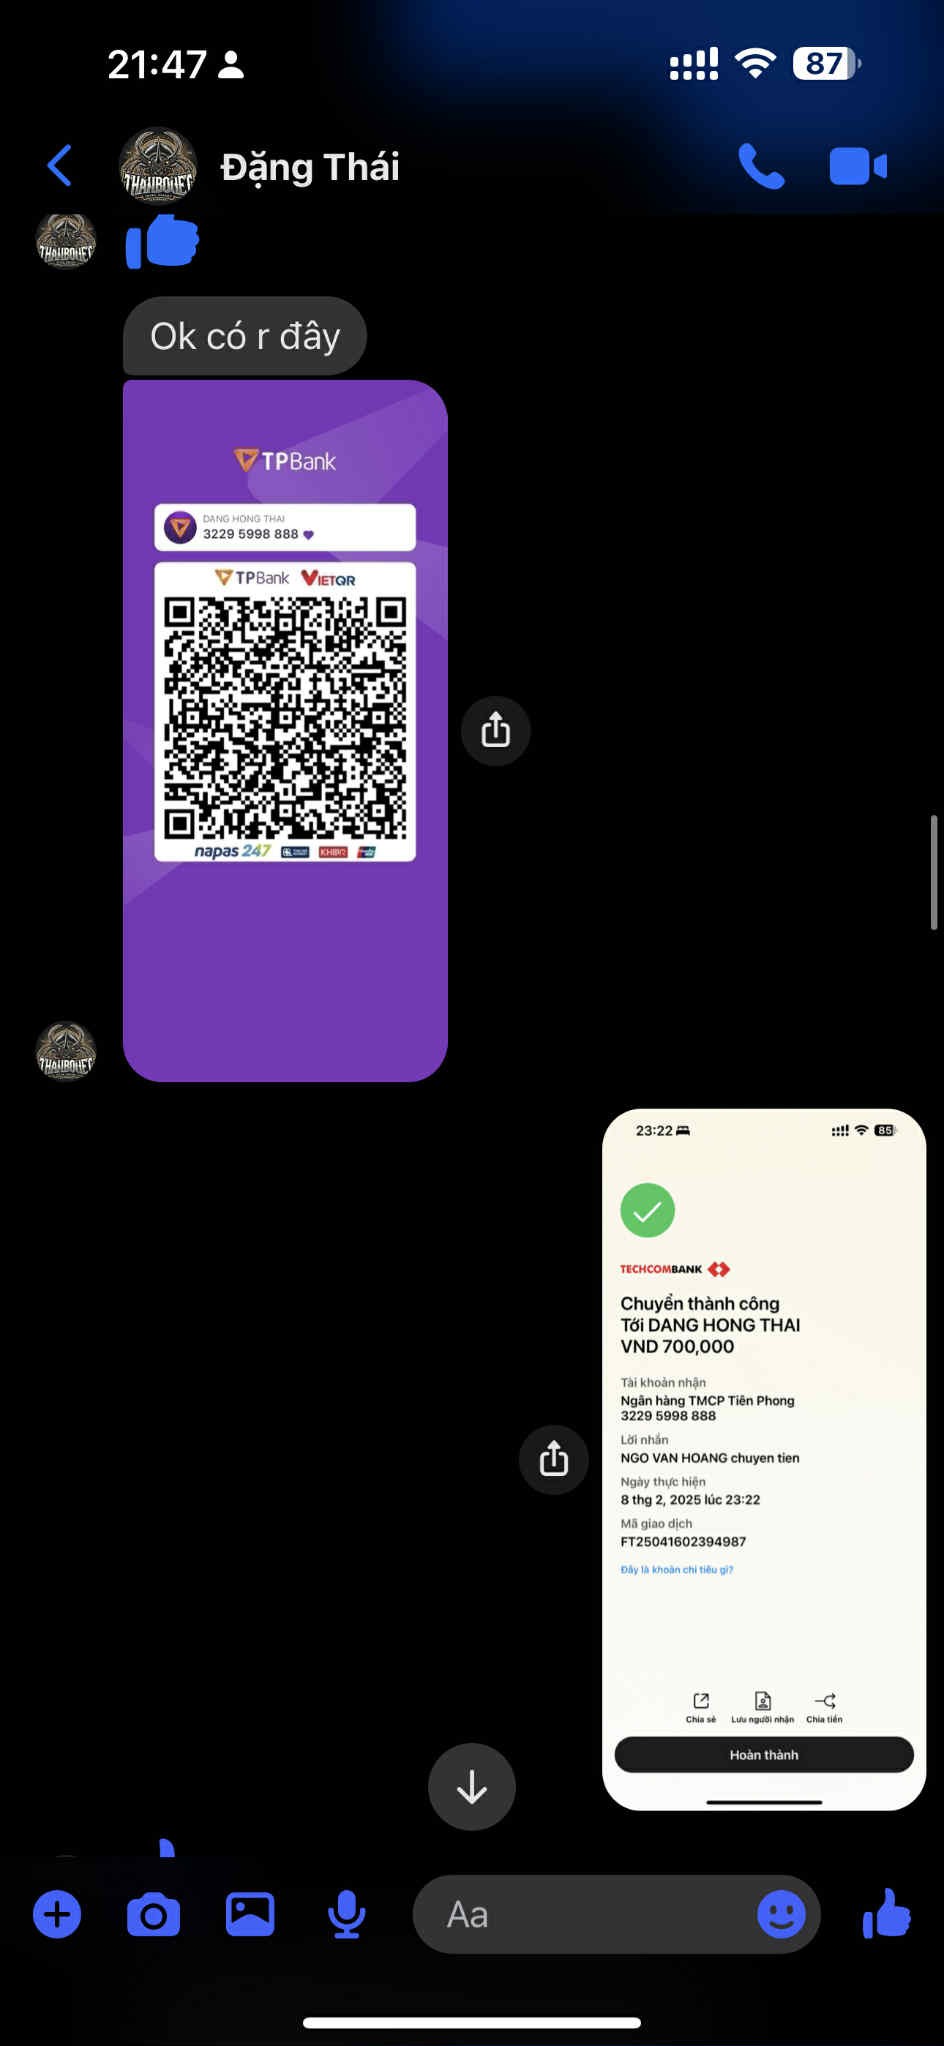 21:47
87
Đặng Thái
THAIBOUET
THAIBOUET
Ok có r đây
TPBank
DANG HONG THAI
3229 5998 888
TPBank VIETQR
napas 247
THAIBOUET
23:22
85
TECHCOMBANK
Chuyển thành công
Tới DANG HONG THAI
VND 700,000
Tài khoản nhận
Ngân hàng TMCP Tiên Phong
3229 5998 888
Lời nhắn
NGO VAN HOANG chuyen tien
Ngày thực hiện
8 thg 2, 2025 lúc 23:22
Mã giao dịch
FT25041602394987
Đây là khoản chi tiêu gì?
Chia sẻ Lưu người nhận Chia tiền
Hoàn thành
Aa